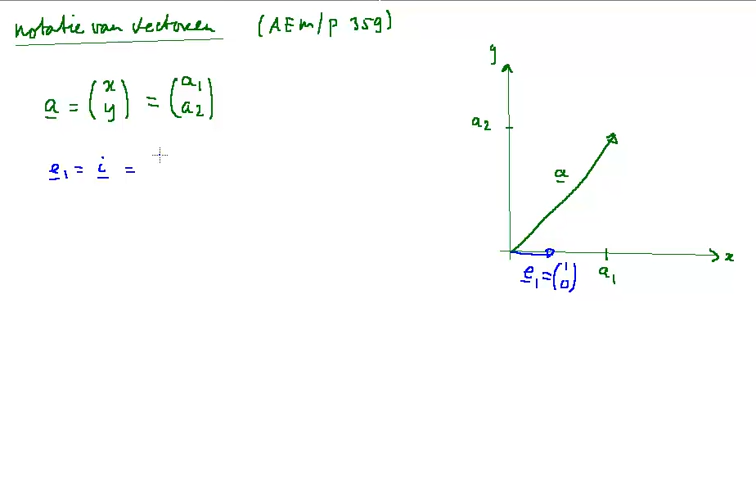 notatie van vectoren (AEM/p 359)
a = (x y) = (a1 a2)
e1 = i =
y
a2
a
x
a1
e1 = (1 0)